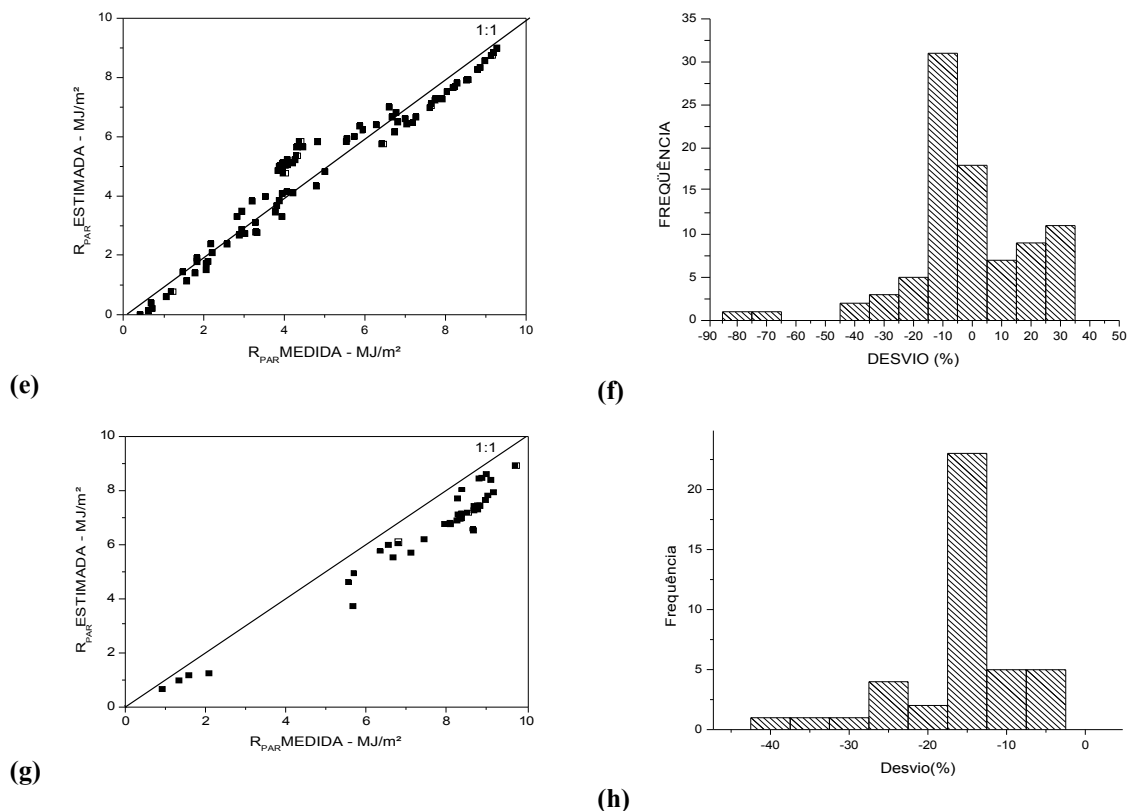 10
8
6
4
2
0
R_PAR ESTIMADA - MJ/m²
1:1
0 2 4 6 8 10
R_PAR MEDIDA - MJ/m²
(e)
35
30
25
20
15
10
5
0
FREQÜÊNCIA
-90 -80 -70 -60 -50 -40 -30 -20 -10 0 10 20 30 40 50
DESVIO (%)
(f)
10
8
6
4
2
0
R_PAR ESTIMADA - MJ/m²
1:1
0 2 4 6 8 10
R_PAR MEDIDA - MJ/m²
(g)
20
15
10
5
0
Frequência
-40 -30 -20 -10 0
Desvio(%)
(h)